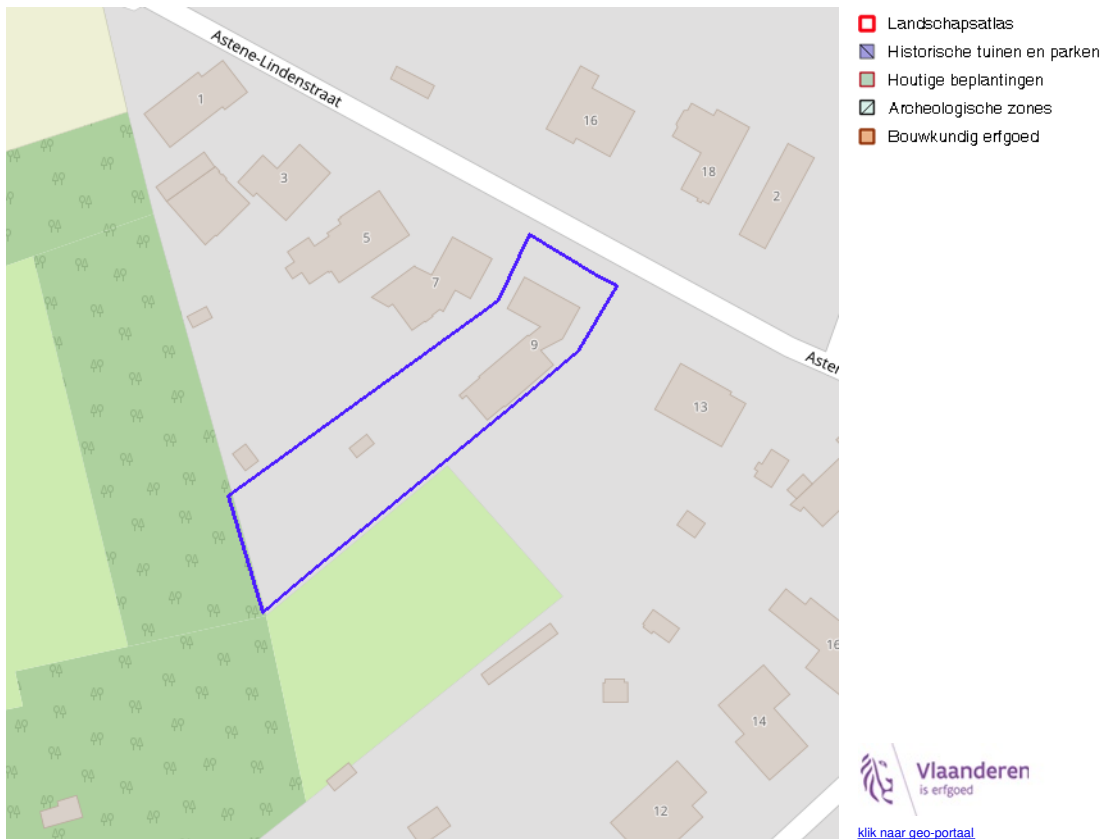 Astene-Lindenstraat
1
3
5
7
9
16
18
2
Aster
13
16
14
12
Landschapsatlas
Historische tuinen en parken
Houtige beplantingen
Archeologische zones
Bouwkundig erfgoed
Vlaanderen
is erfgoed
klik naar geo-portaal